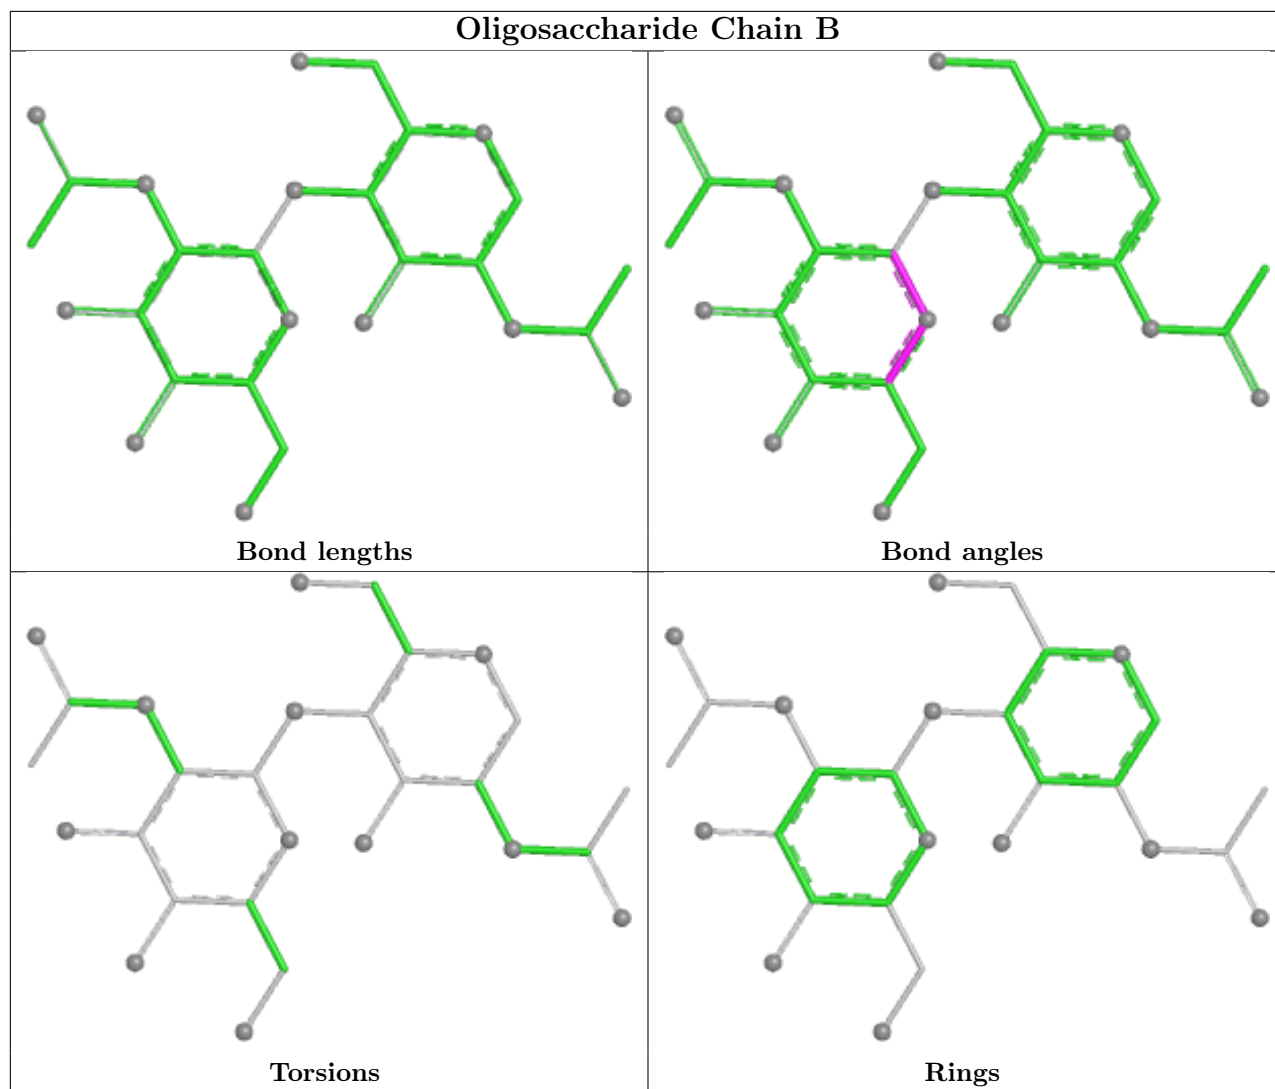 Oligosaccharide Chain B
Bond lengths
Bond angles
Torsions
Rings